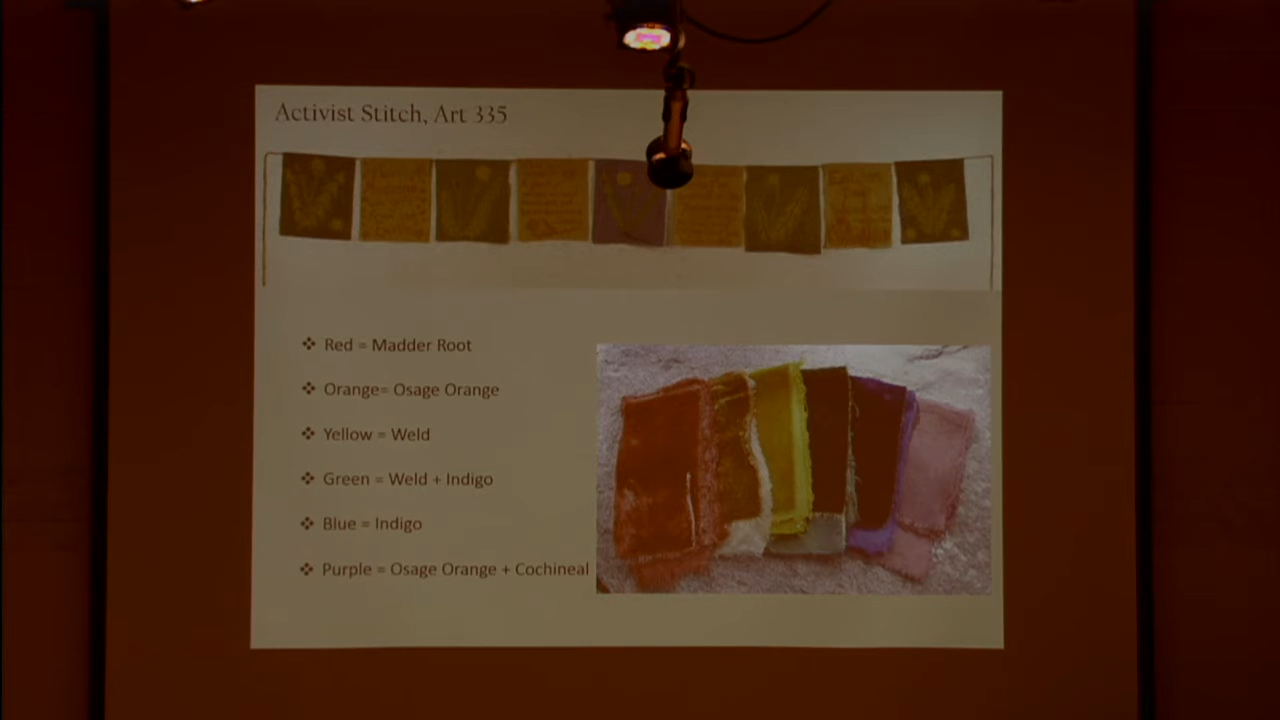 Activist Stitch, Art 335
❖ Red = Madder Root
❖ Orange= Osage Orange
❖ Yellow = Weld
❖ Green = Weld + Indigo
❖ Blue = Indigo
❖ Purple = Osage Orange + Cochineal